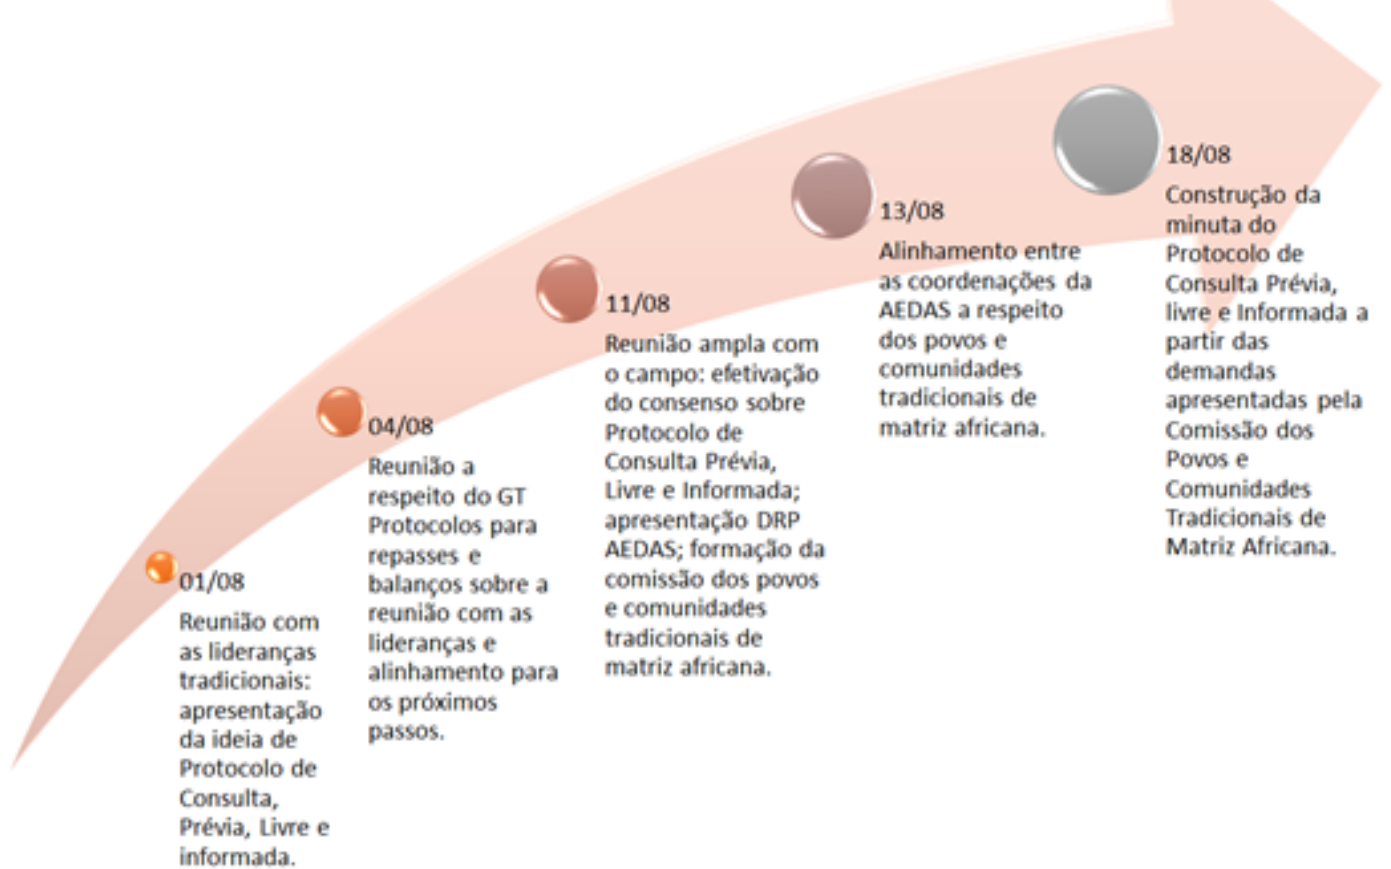 01/08
Reunião com
as lideranças
tradicionais:
apresentação
da ideia de
Protocolo de
Consulta,
Prévia, Livre e
informada.
04/08
Reunião a
respeito do GT
Protocolos para
repasses e
balanços sobre a
reunião com as
lideranças e
alinhamento para
os próximos
passos.
11/08
Reunião ampla com
o campo: efetivação
do consenso sobre
Protocolo de
Consulta Prévia,
Livre e Informada;
apresentação DRP
AEDAS; formação da
comissão dos povos
e comunidades
tradicionais de
matriz africana.
13/08
Alinhamento entre
as coordenações da
AEDAS a respeito
dos povos e
comunidades
tradicionais de
matriz africana.
18/08
Construção da
minuta do
Protocolo de
Consulta Prévia,
livre e Informada a
partir das
demandas
apresentadas pela
Comissão dos
Povos e
Comunidades
Tradicionais de
Matriz Africana.